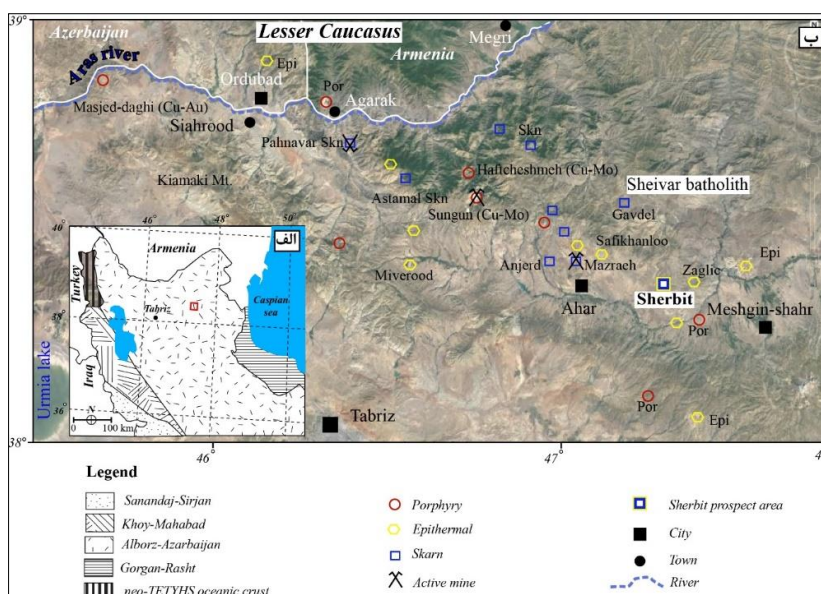 39°
Azerbaijan
Lesser Caucasus
Armenia
Megri
ب
Aras river
Epi
Ordubad
Por
Agarak
Masjed-daghi (Cu-Au)
Siahrood
Pahnavar Skn
Skn
Kiamaki Mt.
Haftcheshmeh (Cu-Mo)
Astamal Skn
Sungun (Cu-Mo)
Sheivar batholith
Gavdel
Safikhanloo
Miverood
Anjerd
Mazraeh
Zaglic
Epi
Sherbit
Ahar
Meshgin-shahr
Por
Por
Epi
Tabriz
Urmia lake
38°
46
47
4
46
48
50
الف
Armenia
Turkey
Tabriz
Caspian
sea
Iraq
N
0 100 km
38
36
Legend
Sanandaj-Sirjan
Khoy-Mahabad
Alborz-Azarbaijan
Gorgan-Rasht
neo-TETYHS oceanic crust
Porphyry
Epithermal
Skarn
Active mine
Sherbit prospect area
City
Town
River